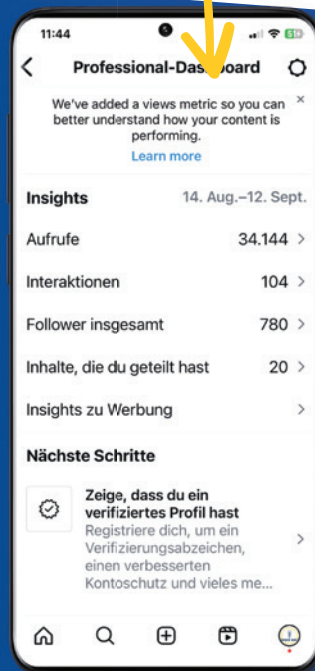 11:44
Professional-Dashboard
We've added a views metric so you can
better understand how your content is
performing.
Learn more
Insights 14. Aug.–12. Sept.
Aufrufe 34.144
Interaktionen 104
Follower insgesamt 780
Inhalte, die du geteilt hast 20
Insights zu Werbung
Nächste Schritte
Zeige, dass du ein
verifiziertes Profil hast
Registriere dich, um ein
Verifizierungsabzeichen,
einen verbesserten
Kontoschutz und vieles me...